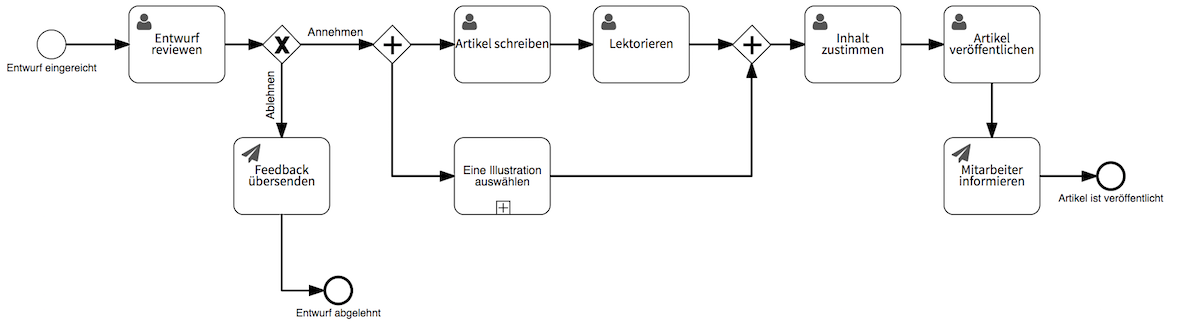 Entwurf eingereicht
Entwurf
reviewen
Annehmen
Ablehnen
Artikel schreiben
Lektorieren
Inhalt
zustimmen
Artikel
veröffentlichen
Feedback
übersenden
Eine Illustration
auswählen
Mitarbeiter
informieren
Artikel ist veröffentlicht
Entwurf abgelehnt